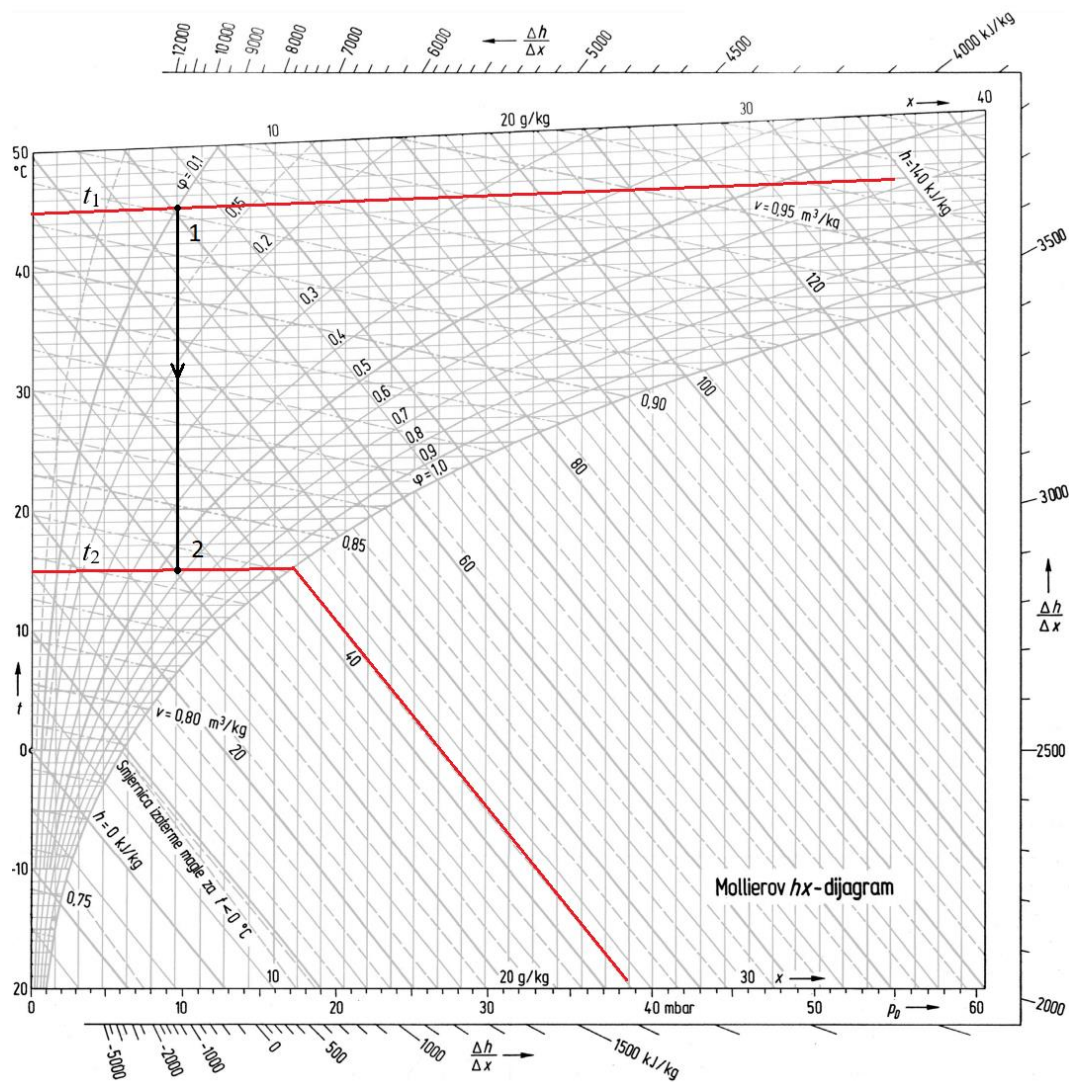 12000 10000 9000 8000 7000 6000 Δh/Δx 5000 4500 4000 kJ/kg
10 20 g/kg 30 x 40
50
°C
40
30
20
10
t
0
-10
20
t₁
1
t₂
2
φ = 0,1
0,15
0,2
0,3
0,4
0,5
0,6
0,7
0,8
0,9
φ=1,0
h=140 kJ/kg
v = 0,95 m³/kg
120
100
0,90
80
60
0,85
40
v = 0,80 m³/kg
20
Smjernica izoterme magle za t<0 °C
h=0 kJ/kg
0,75
Mollierov hx-dijagram
3500
3000
Δh/Δx
2500
2000
10 20 g/kg 30 x
0 10 20 30 40 mbar 50 p_D 60
-5000 -2000 -1000 0 500 1000 Δh/Δx 1500 kJ/kg